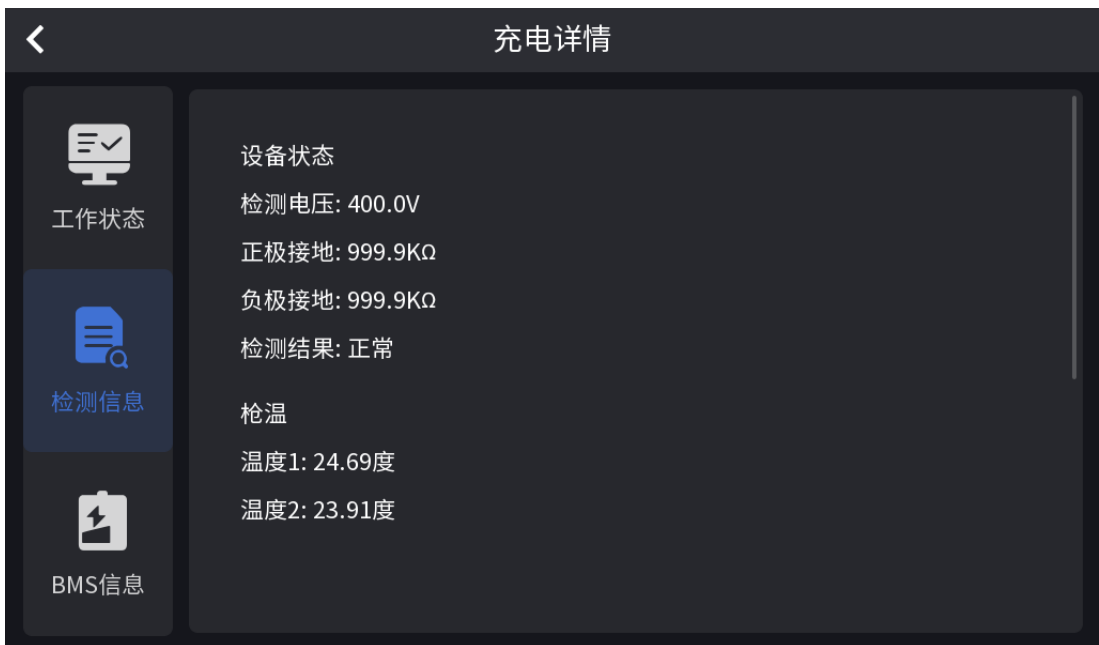 充电详情
工作状态
检测信息
BMS信息
设备状态
检测电压: 400.0V
正极接地: 999.9KΩ
负极接地: 999.9KΩ
检测结果: 正常
枪温
温度1: 24.69度
温度2: 23.91度